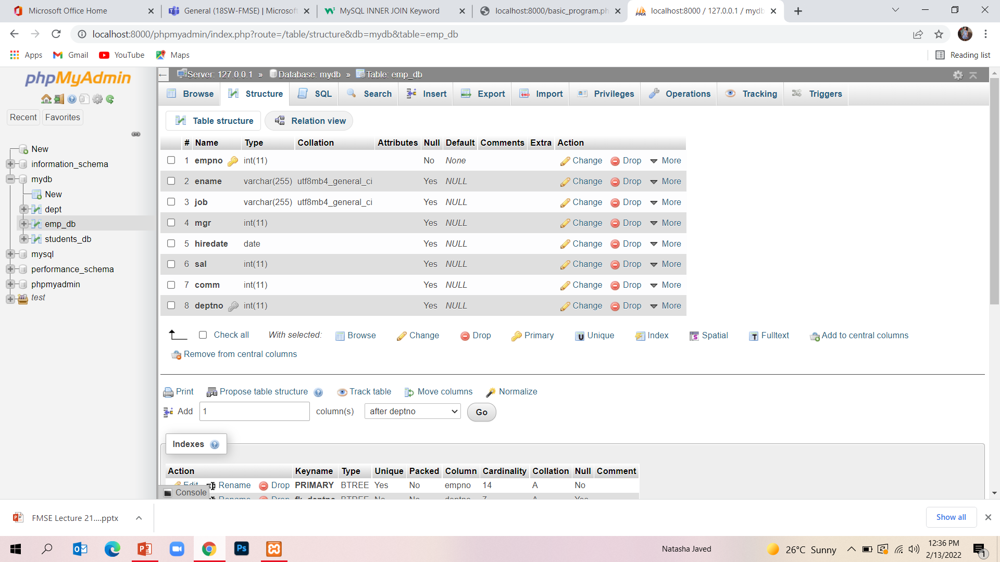 Microsoft Office Home
General (18SW-FMSE) | Microsoft
MySQL INNER JOIN Keyword
localhost:8000/basic_program.ph
localhost:8000 / 127.0.0.1 / mydb
localhost:8000/phpmyadmin/index.php?route=/table/structure&db=mydb&table=emp_db
Apps Gmail YouTube Maps Reading list
phpMyAdmin
Recent Favorites
New
information_schema
mydb
New
dept
emp_db
students_db
mysql
performance_schema
phpmyadmin
test
Server: 127.0.0.1 » Database: mydb » Table: emp_db
Browse Structure SQL Search Insert Export Import Privileges Operations Tracking Triggers
Table structure Relation view
# Name Type Collation Attributes Null Default Comments Extra Action
1 empno int(11) No None Change Drop More
2 ename varchar(255) utf8mb4_general_ci Yes NULL Change Drop More
3 job varchar(255) utf8mb4_general_ci Yes NULL Change Drop More
4 mgr int(11) Yes NULL Change Drop More
5 hiredate date Yes NULL Change Drop More
6 sal int(11) Yes NULL Change Drop More
7 comm int(11) Yes NULL Change Drop More
8 deptno int(11) Yes NULL Change Drop More
Check all With selected: Browse Change Drop Primary Unique Index Spatial Fulltext Add to central columns
Remove from central columns
Print Propose table structure Track table Move columns Normalize
Add 1 column(s) after deptno Go
Indexes
Action Keyname Type Unique Packed Column Cardinality Collation Null Comment
Edit Rename Drop PRIMARY BTREE Yes No empno 14 A No
Rename Drop fk_deptno BTREE No No deptno 7 A Yes
Console
FMSE Lecture 21....pptx
Show all
Natasha Javed
26°C Sunny
12:36 PM
2/13/2022
1